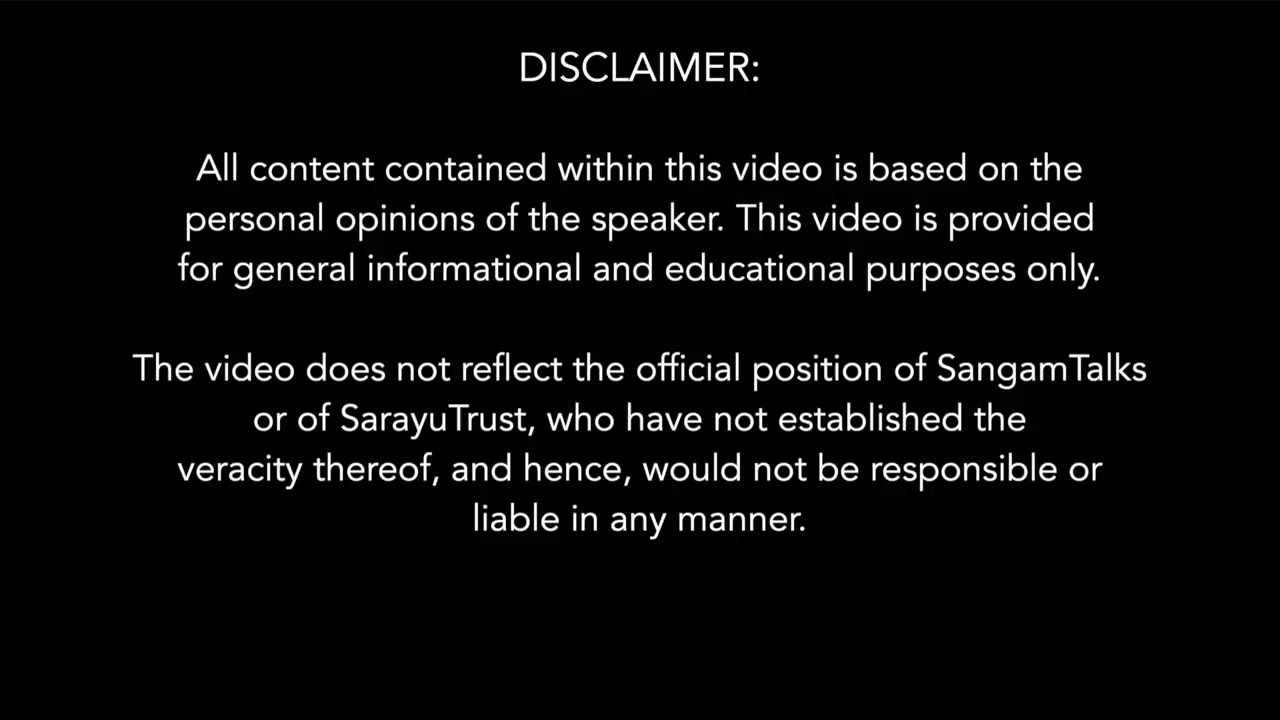 DISCLAIMER:
All content contained within this video is based on the
personal opinions of the speaker. This video is provided
for general informational and educational purposes only.
The video does not reflect the official position of SangamTalks
or of SarayuTrust, who have not established the
veracity thereof, and hence, would not be responsible or
liable in any manner.